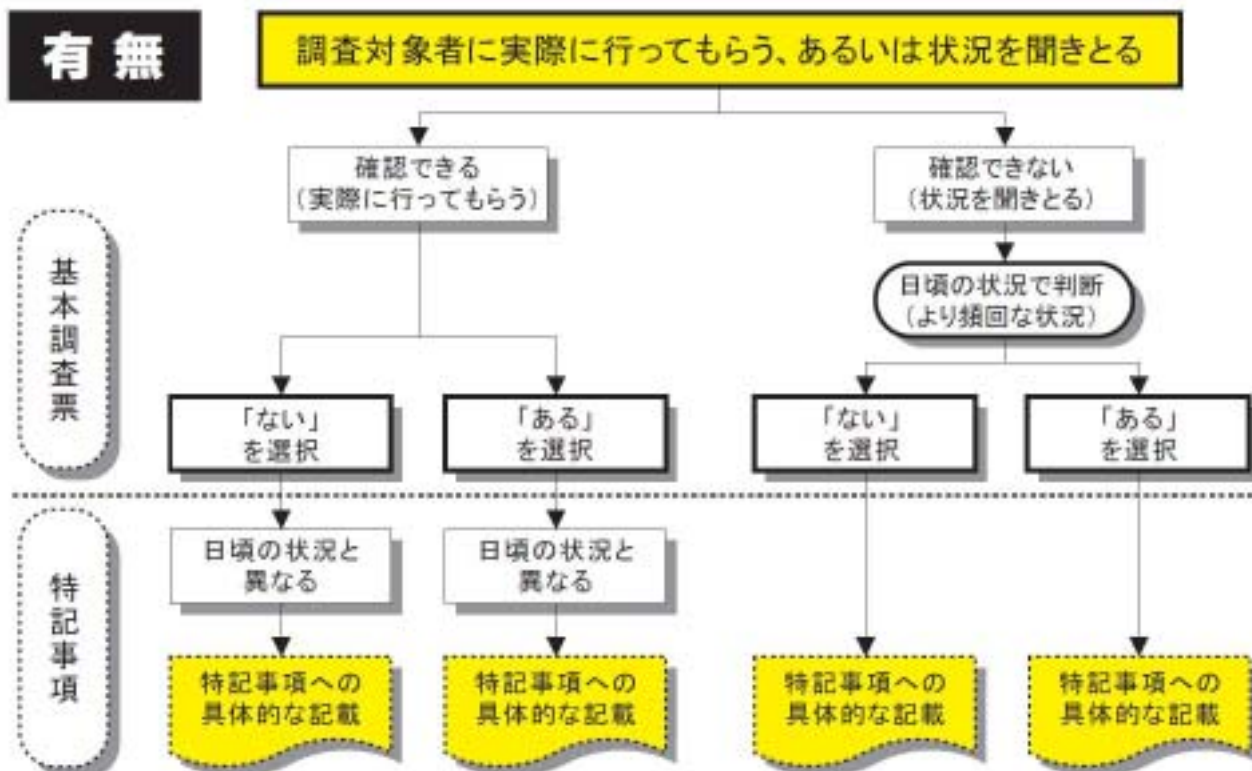 有無
調査対象者に実際に行ってもらう、あるいは状況を聞きとる
確認できる
(実際に行ってもらう)
確認できない
(状況を聞きとる)
基本調査票
日頃の状況で判断
(より頻回な状況)
「ない」
を選択
「ある」
を選択
「ない」
を選択
「ある」
を選択
特記事項
日頃の状況と
異なる
日頃の状況と
異なる
特記事項への
具体的な記載
特記事項への
具体的な記載
特記事項への
具体的な記載
特記事項への
具体的な記載